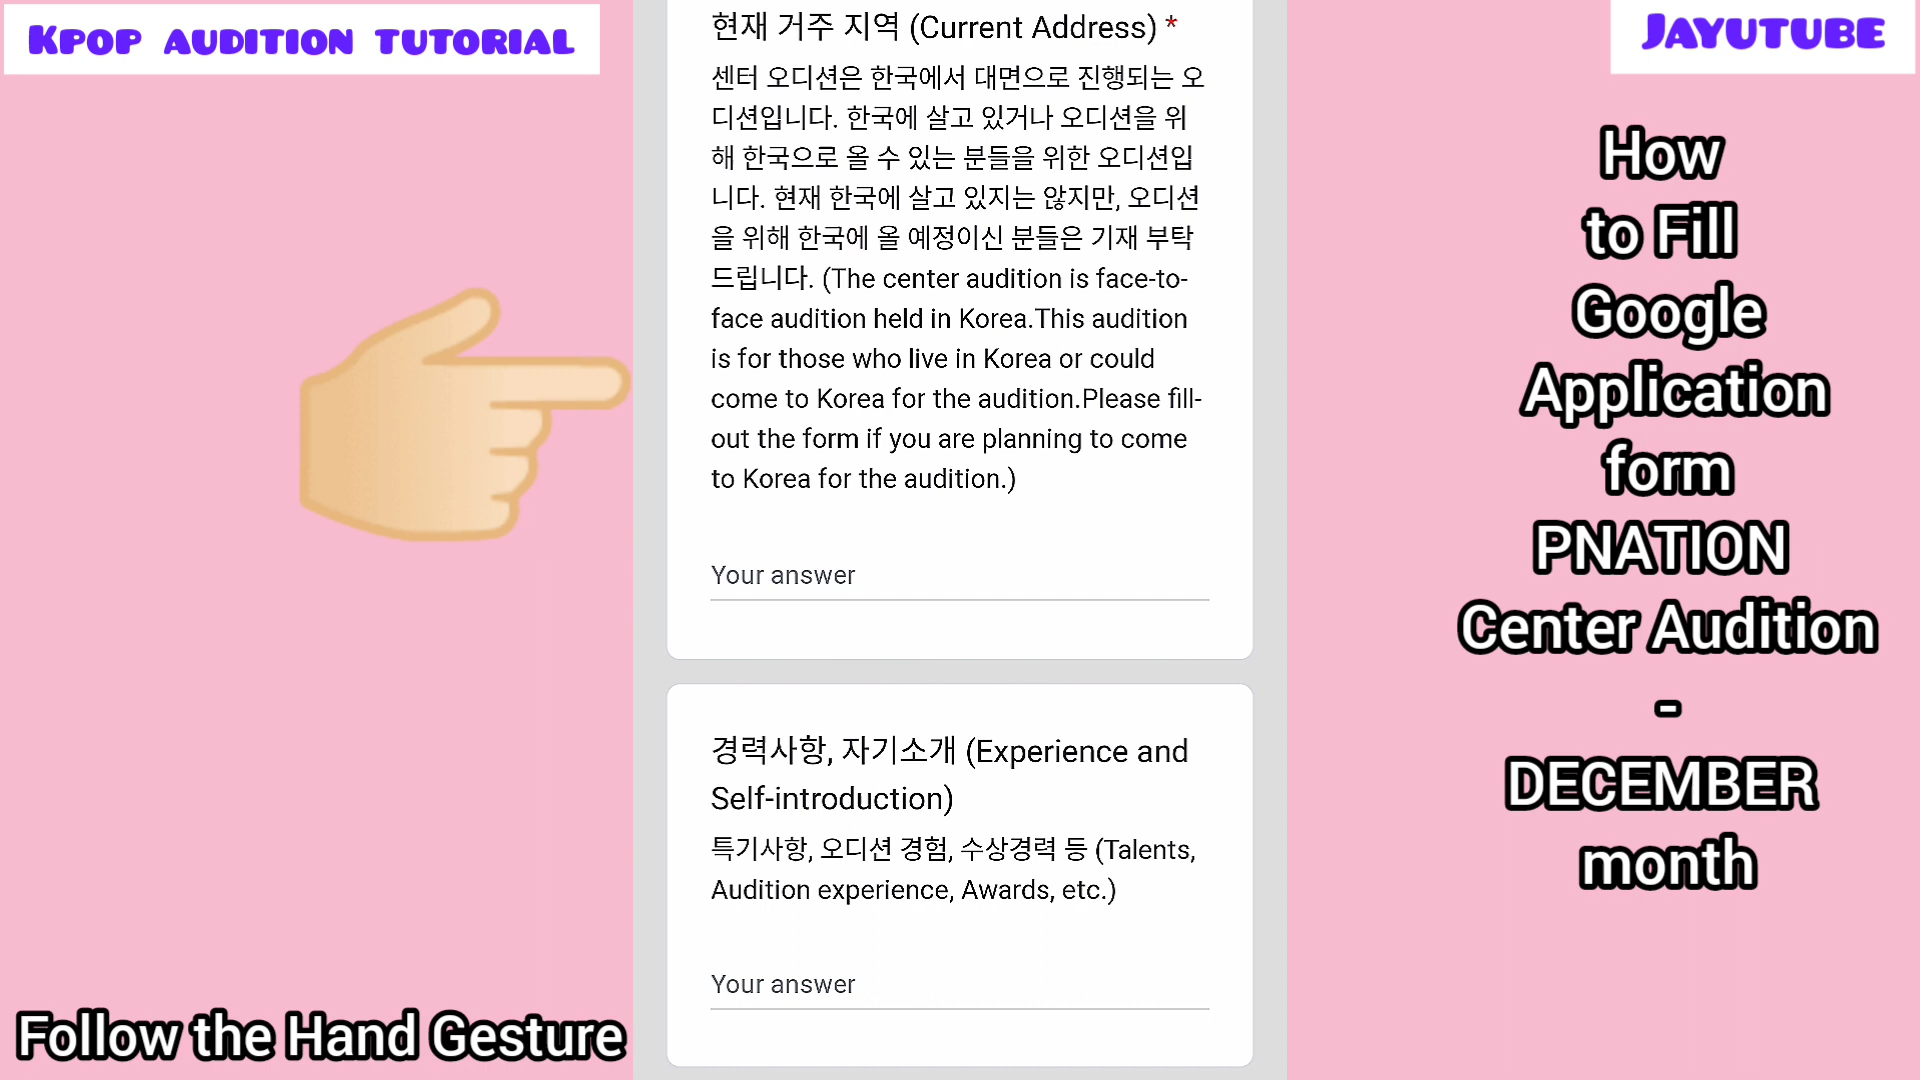 Kpop audition tutorial
Jayutube
현재 거주 지역 (Current Address) *
센터 오디션은 한국에서 대면으로 진행되는 오
디션입니다. 한국에 살고 있거나 오디션을 위
해 한국으로 올 수 있는 분들을 위한 오디션입
니다. 현재 한국에 살고 있지는 않지만, 오디션
을 위해 한국에 올 예정이신 분들은 기재 부탁
드립니다. (The center audition is face-to-
face audition held in Korea.This audition
is for those who live in Korea or could
come to Korea for the audition.Please fill-
out the form if you are planning to come
to Korea for the audition.)
Your answer
경력사항, 자기소개 (Experience and
Self-introduction)
특기사항, 오디션 경험, 수상경력 등 (Talents,
Audition experience, Awards, etc.)
Your answer
How
to Fill
Google
Application
form
PNATION
Center Audition
-
DECEMBER
month
Follow the Hand Gesture